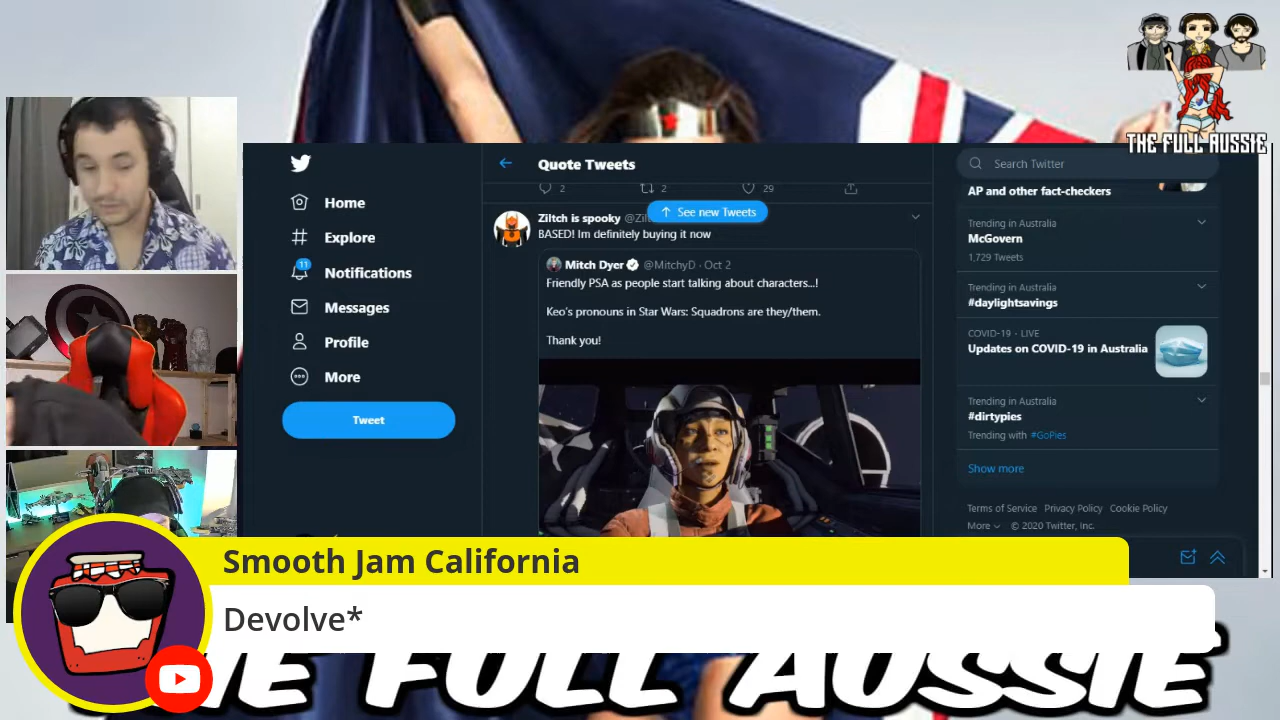 THE FULL AUSSIE
Home
Explore
11
Notifications
Messages
Profile
More
Tweet
Quote Tweets
2
2
29
See new Tweets
Ziltch is spooky @Zil
BASED! Im definitely buying it now
Mitch Dyer @MitchyD · Oct 2
Friendly PSA as people start talking about characters...!
Keo's pronouns in Star Wars: Squadrons are they/them.
Thank you!
Search Twitter
AP and other fact-checkers
Trending in Australia
McGovern
1,729 Tweets
Trending in Australia
#daylightsavings
COVID-19 · LIVE
Updates on COVID-19 in Australia
Trending in Australia
#dirtypies
Trending with #GoPies
Show more
Terms of Service Privacy Policy Cookie Policy
More © 2020 Twitter, Inc.
Smooth Jam California
Devolve*
THE FULL AUSSIE